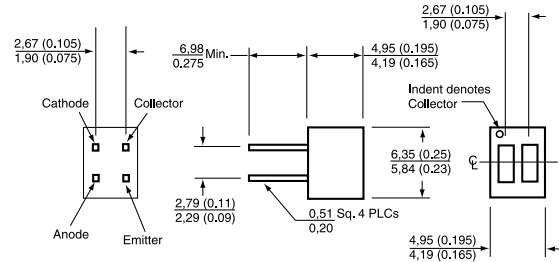 2,67 (0.105)
1,90 (0.075)
6,98
0.275
Min.
4,95 (0.195)
4,19 (0.165)
2,67 (0.105)
1,90 (0.075)
Cathode
Collector
Indent denotes
Collector
6,35 (0.25)
5,84 (0.23)
℄
2,79 (0.11)
2,29 (0.09)
0,51
0,20
Sq. 4 PLCs
Anode
Emitter
4,95 (0.195)
4,19 (0.165)